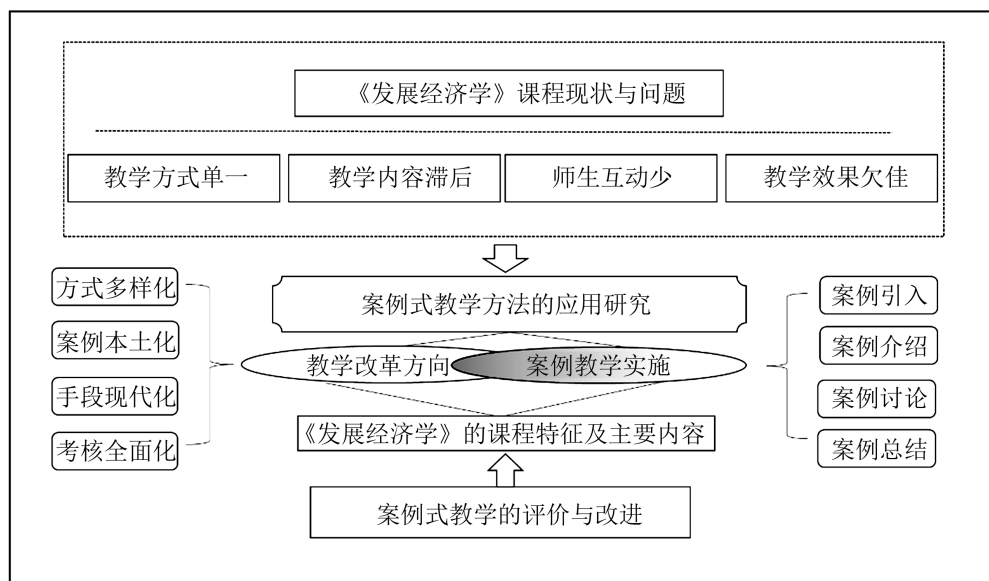 《发展经济学》课程现状与问题
教学方式单一
教学内容滞后
师生互动少
教学效果欠佳
方式多样化
案例本土化
手段现代化
考核全面化
案例式教学方法的应用研究
教学改革方向
案例教学实施
《发展经济学》的课程特征及主要内容
案例式教学的评价与改进
案例引入
案例介绍
案例讨论
案例总结